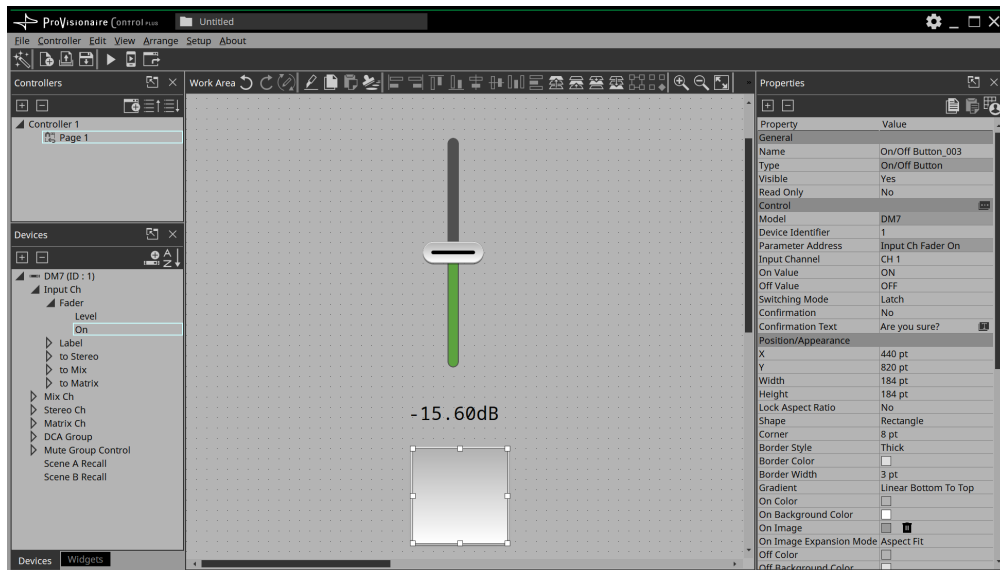 ProVisionaire Control PLUS
Untitled
File Controller Edit View Arrange Setup About
Controllers
Controller 1
Page 1
Devices
A
Z
DM7 (ID : 1)
Input Ch
Fader
Level
On
Label
to Stereo
to Mix
to Matrix
Mix Ch
Stereo Ch
Matrix Ch
DCA Group
Mute Group Control
Scene A Recall
Scene B Recall
Devices Widgets
Work Area
-15.60dB
Properties
Property Value
General
Name On/Off Button_003
Type On/Off Button
Visible Yes
Read Only No
Control
Model DM7
Device Identifier 1
Parameter Address Input Ch Fader On
Input Channel CH 1
On Value ON
Off Value OFF
Switching Mode Latch
Confirmation No
Confirmation Text Are you sure?
Position/Appearance
X 440 pt
Y 820 pt
Width 184 pt
Height 184 pt
Lock Aspect Ratio No
Shape Rectangle
Corner 8 pt
Border Style Thick
Border Color
Border Width 3 pt
Gradient Linear Bottom To Top
On Color
On Background Color
On Image
On Image Expansion Mode Aspect Fit
Off Color
Off Background Color